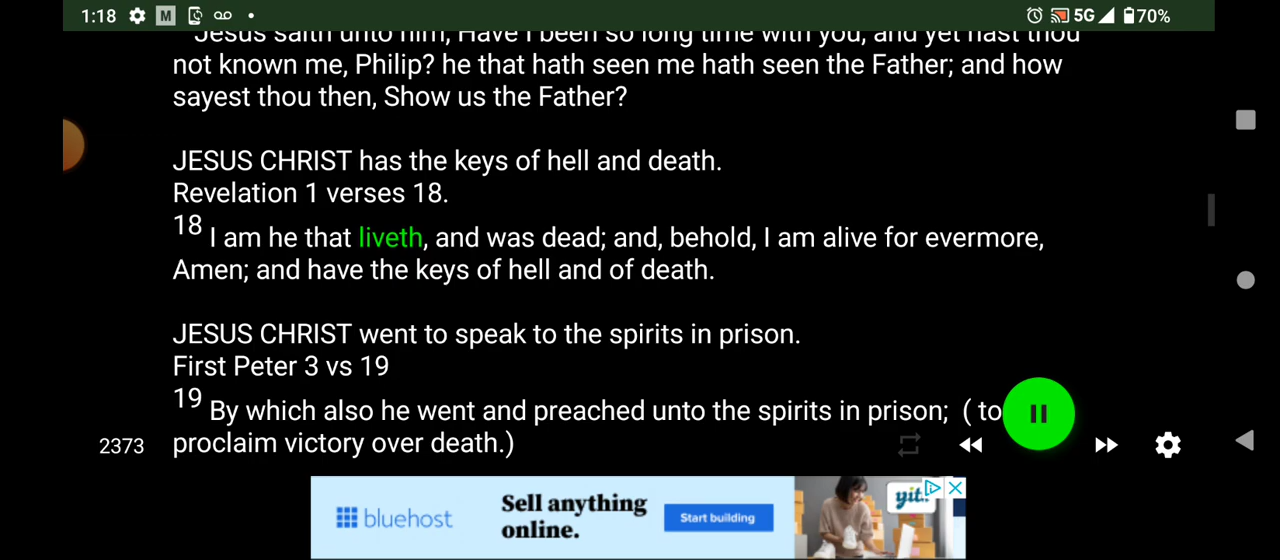 1:18 M 5G 70%
Jesus saith unto him, Have I been so long time with you, and yet hast thou
not known me, Philip? he that hath seen me hath seen the Father; and how
sayest thou then, Show us the Father?
JESUS CHRIST has the keys of hell and death.
Revelation 1 verses 18.
18 I am he that liveth, and was dead; and, behold, I am alive for evermore,
Amen; and have the keys of hell and of death.
JESUS CHRIST went to speak to the spirits in prison.
First Peter 3 vs 19
19 By which also he went and preached unto the spirits in prison; ( to
2373 proclaim victory over death.)
bluehost
Sell anything
online.
Start building
yit.